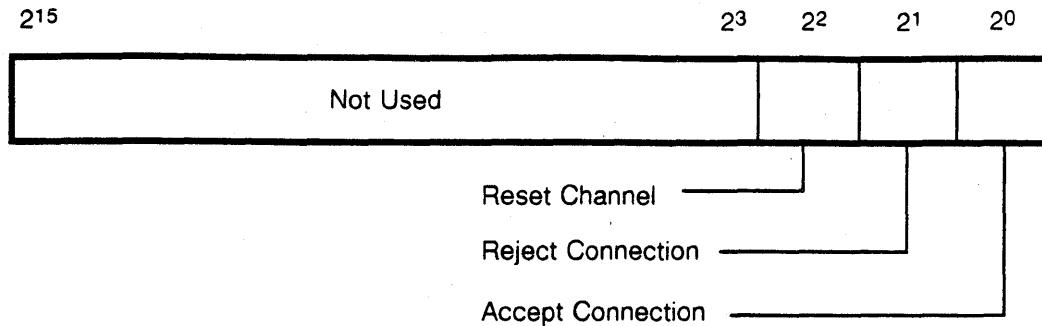 2¹⁵ 2³ 2² 2¹ 2⁰
Not Used
Reset Channel
Reject Connection
Accept Connection